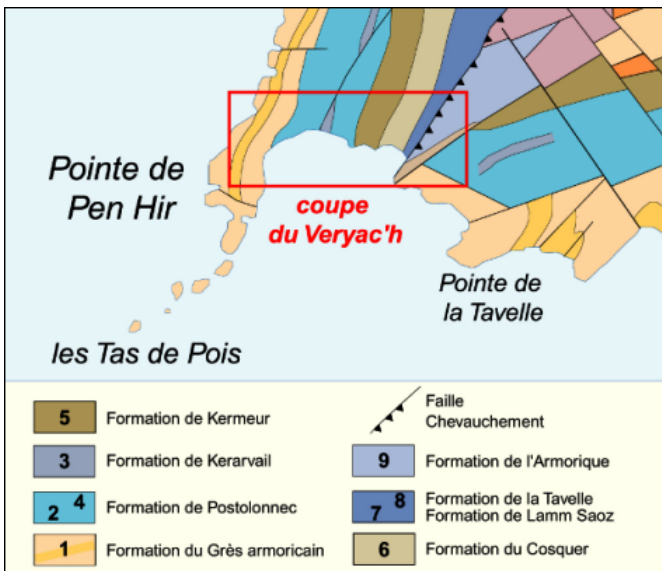 Pointe de
Pen Hir
coupe
du Veryac'h
Pointe de
la Tavelle
les Tas de Pois
5 Formation de Kermeur
3 Formation de Kerarvail
2 4 Formation de Postolonnec
1 Formation du Grès armoricain
Faille
Chevauchement
9 Formation de l'Armorique
7 8 Formation de la Tavelle
Formation de Lamm Saoz
6 Formation du Cosquer